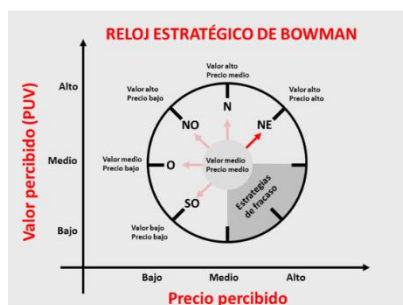 RELOJ ESTRATÉGICO DE BOWMAN
Valor percibido (PUV)
Alto
Medio
Bajo
Valor alto
Precio medio
Valor alto
Precio bajo
Valor alto
Precio alto
N
NO
NE
Valor medio
Precio bajo
O
Valor medio
Precio medio
SO
Estrategias
de fracaso
Valor bajo
Precio bajo
Bajo
Medio
Alto
Precio percibido